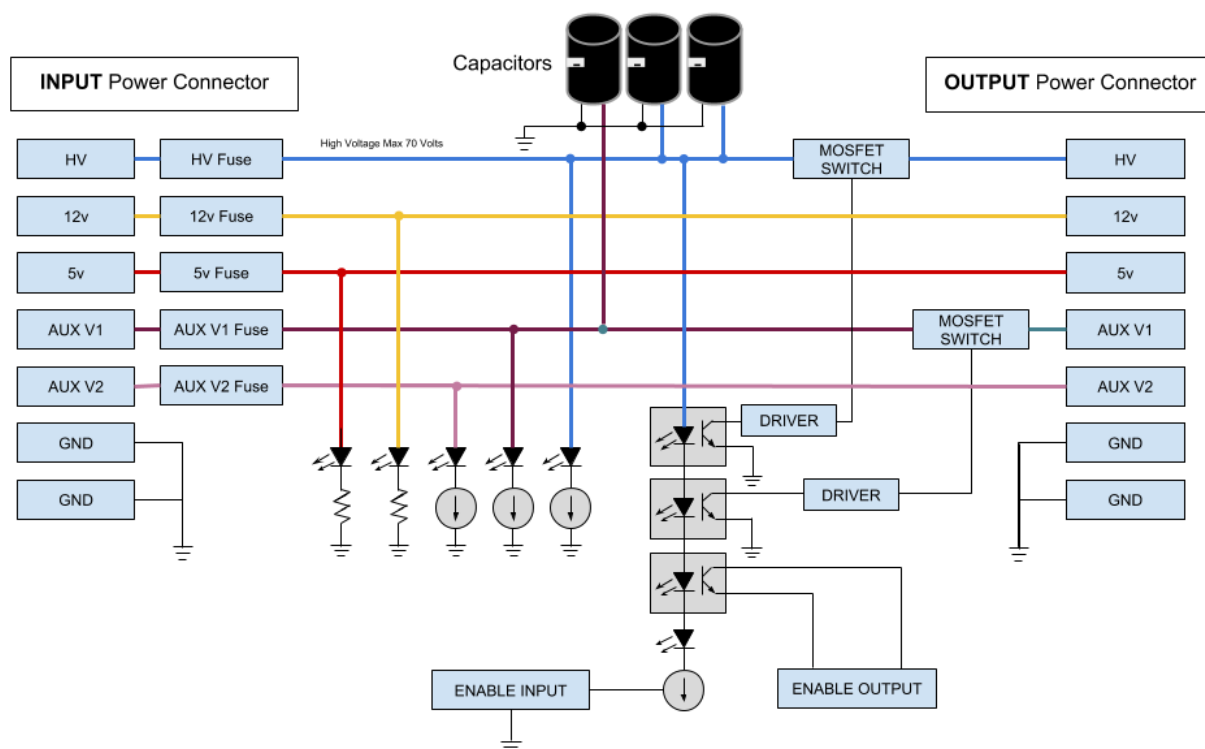 Capacitors
- - -
INPUT Power Connector
OUTPUT Power Connector
High Voltage Max 70 Volts
HV
HV Fuse
MOSFET
SWITCH
HV
12v
12v Fuse
12v
5v
5v Fuse
5v
AUX V1
AUX V1 Fuse
MOSFET
SWITCH
AUX V1
AUX V2
AUX V2 Fuse
AUX V2
GND
DRIVER
GND
GND
DRIVER
GND
ENABLE INPUT
ENABLE OUTPUT